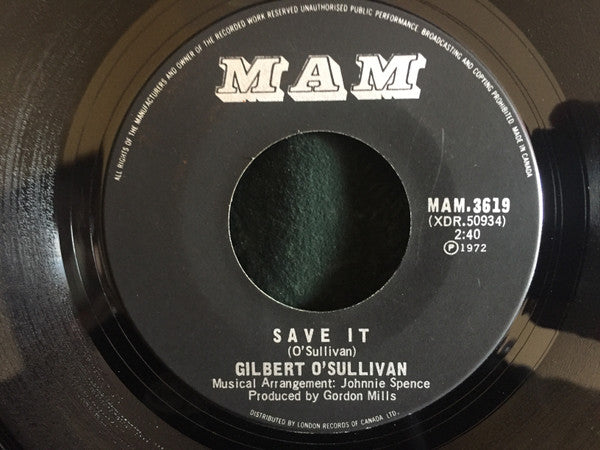 ALL RIGHTS OF THE MANUFACTURERS AND OWNER OF THE RECORDED WORK RESERVED UNAUTHORISED PUBLIC PERFORMANCE, BROADCASTING AND COPYING PROHIBITED. MADE IN CANADA
MAM
MAM.3619
(XDR.50934)
2:40
Ⓟ1972
SAVE IT
(O'Sullivan)
GILBERT O'SULLIVAN
Musical Arrangement: Johnnie Spence
Produced by Gordon Mills
DISTRIBUTED BY LONDON RECORDS OF CANADA LTD.